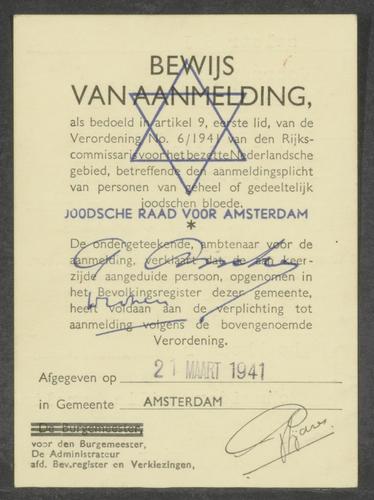 BEWIJS
VAN AANMELDING,
als bedoeld in artikel 9, eerste lid, van de
Verordening No. 6/1941 van den Rijks-
commissaris voor het bezette Nederlandsche
gebied, betreffende den aanmeldingsplicht
van personen van geheel of gedeeltelijk
joodschen bloede.
JOODSCHE RAAD VOOR AMSTERDAM
*
De ondergeteekende, ambtenaar voor de
aanmelding, verklaart dat de aan keer-
zijde aangeduide persoon, opgenomen in
het Bevolkingsregister dezer gemeente,
heeft voldaan aan de verplichting tot
aanmelding volgens de bovengenoemde
Verordening.
Afgegeven op 21 MAART 1941
in Gemeente AMSTERDAM
De Burgemeester,
voor den Burgemeester,
De Administrateur
afd. Bev.register en Verkiezingen,